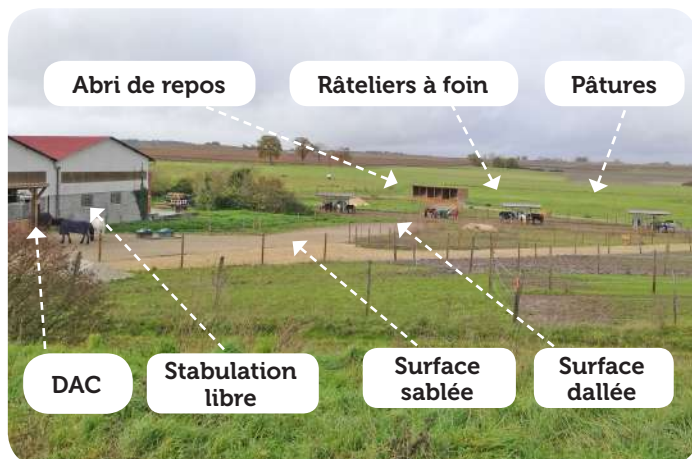 Abri de repos
Râteliers à foin
Pâtures
DAC
Stabulation
libre
Surface
sablée
Surface
dallée